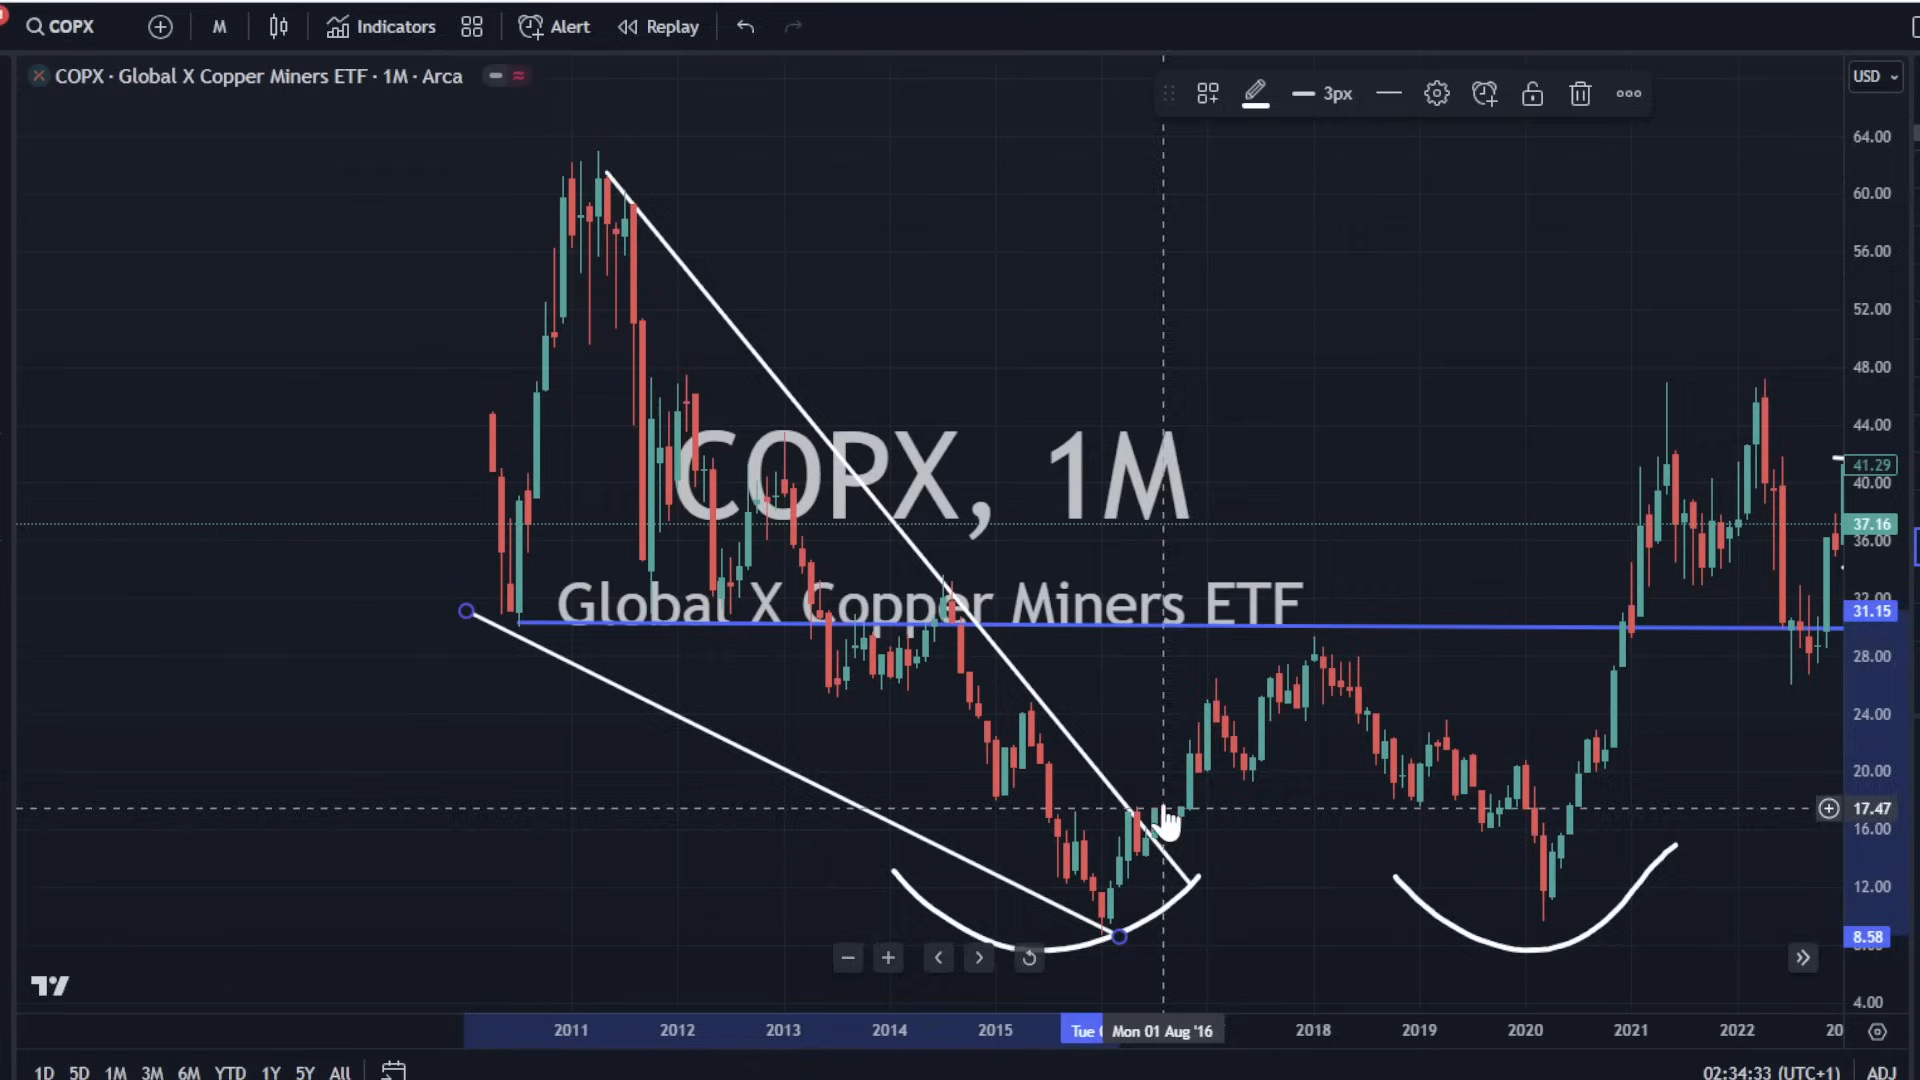 COPX M Indicators Alert Replay
COPX · Global X Copper Miners ETF · 1M · Arca
USD
3px
64.00
60.00
56.00
52.00
48.00
44.00
41.29
40.00
37.16
36.00
32.00
31.15
28.00
24.00
20.00
17.47
16.00
12.00
8.58
4.00
COPX, 1M
Global X Copper Miners ETF
2011 2012 2013 2014 2015 Tue Mon 01 Aug '16 2018 2019 2020 2021 2022 20
1D 5D 1M 3M 6M YTD 1Y 5Y All 02:34:33 (UTC+1) ADJ